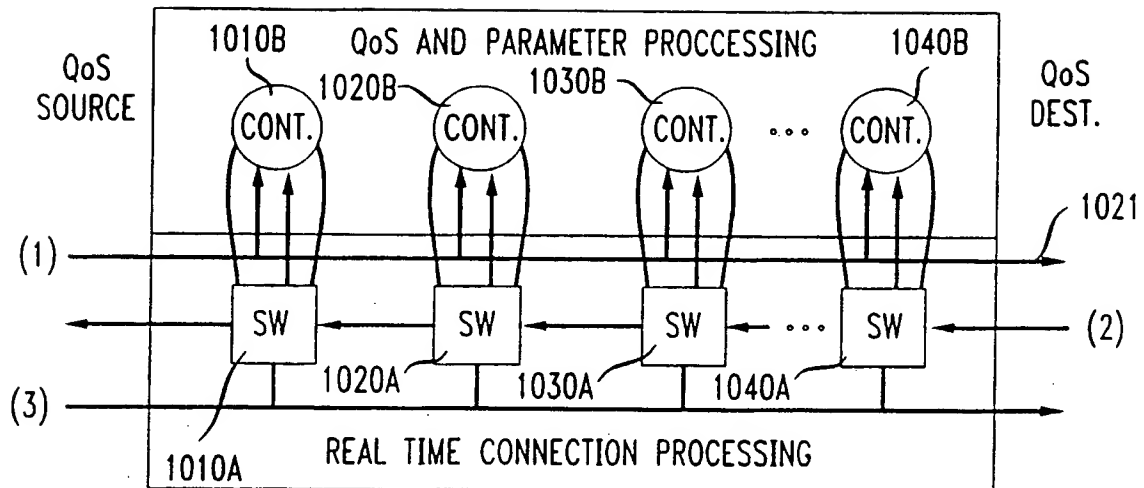 1010B
QoS AND PARAMETER PROCCESSING
1040B
QoS
SOURCE
1020B
1030B
QoS
DEST.
CONT.
CONT.
CONT.
...
CONT.
1021
(1)
SW
SW
SW
...
SW
(2)
1020A
1030A
1040A
(3)
1010A
REAL TIME CONNECTION PROCESSING